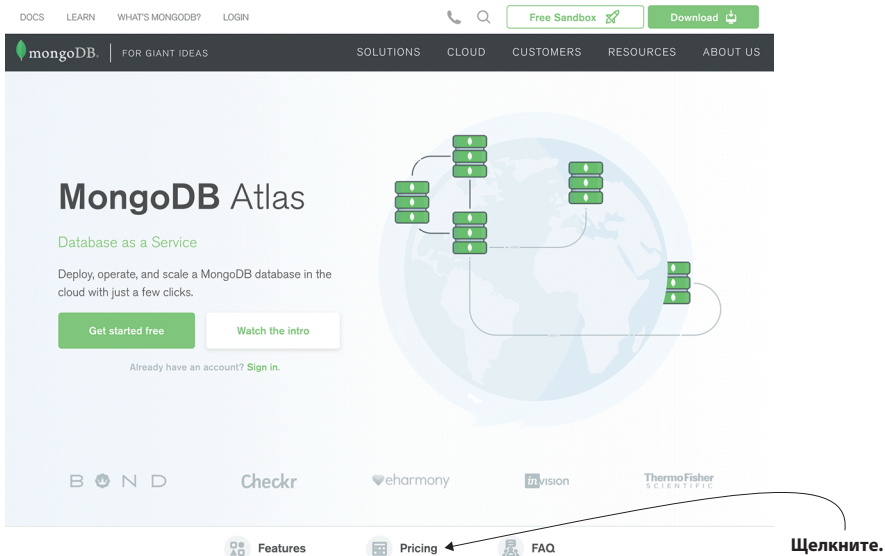 DOCS LEARN WHAT'S MONGODB? LOGIN Free Sandbox Download
mongoDB. FOR GIANT IDEAS SOLUTIONS CLOUD CUSTOMERS RESOURCES ABOUT US
MongoDB Atlas
Database as a Service
Deploy, operate, and scale a MongoDB database in the
cloud with just a few clicks.
Get started free Watch the intro
Already have an account? Sign in.
BOND Checkr eharmony invision ThermoFisher
SCIENTIFIC
Features Pricing FAQ
Щелкните.